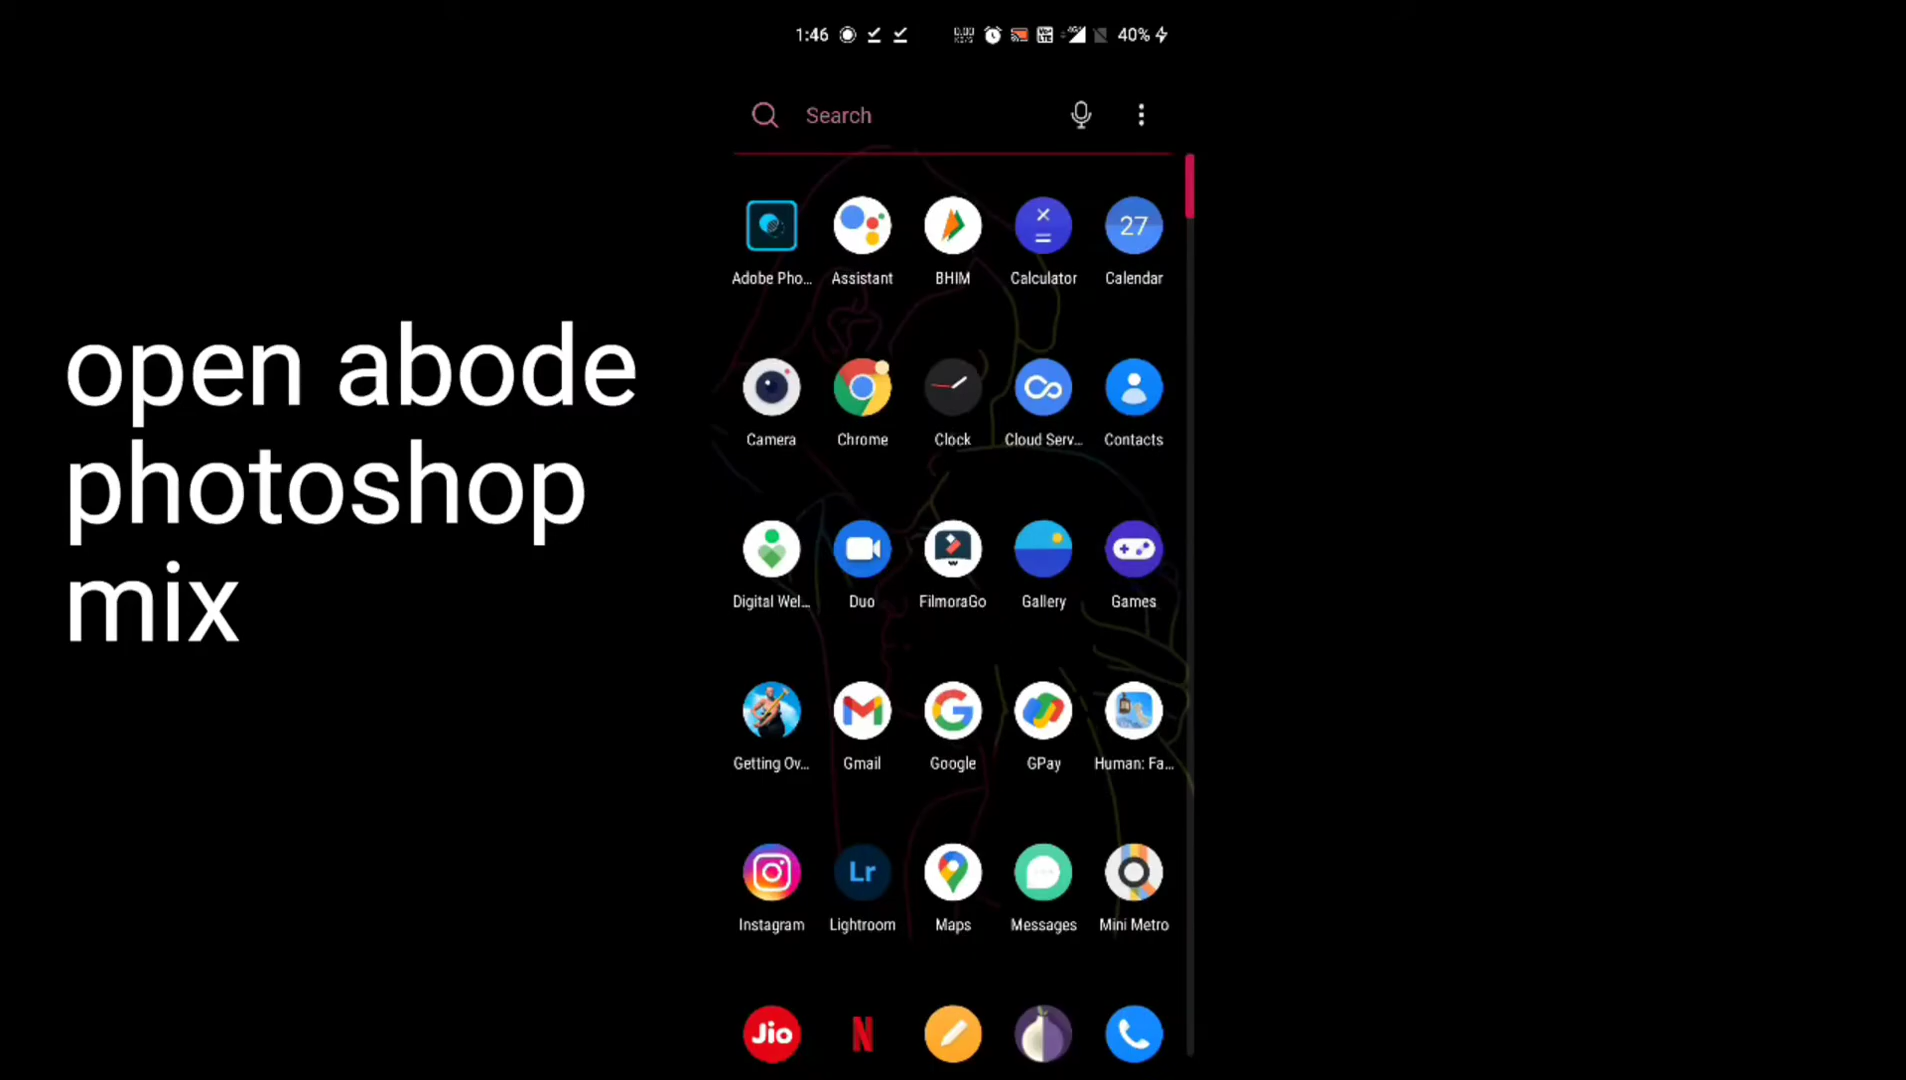 1:46 40%
Search
open abode
photoshop
mix
Adobe Pho... Assistant BHIM Calculator Calendar
27
Camera Chrome Clock Cloud Serv... Contacts
Digital Wel... Duo FilmoraGo Gallery Games
Getting Ov... Gmail Google GPay Human: Fa...
Lr
Instagram Lightroom Maps Messages Mini Metro
Jio N